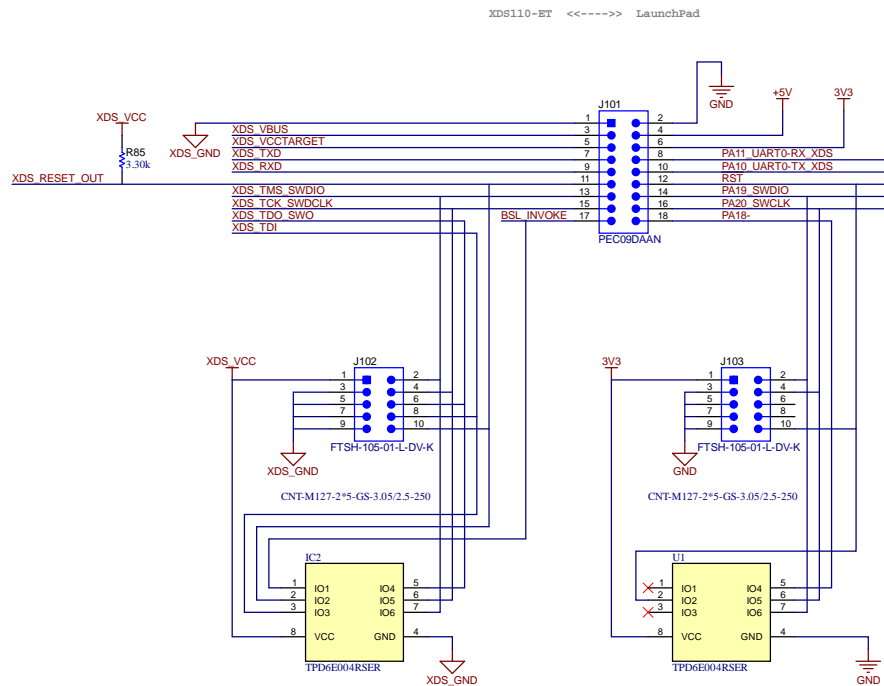 XDS110-ET <<---->> LaunchPad
J101
GND
+5V
3V3
XDS_VCC
R85
3.30k
XDS_GND
XDS_RESET_OUT
XDS_VBUS
XDS_VCCTARGET
XDS_TXD
XDS_RXD
XDS_TMS_SWDIO
XDS_TCK_SWDCLK
XDS_TDO_SWO
XDS_TDI
BSL_INVOKE
1 2
3 4
5 6
7 8
9 10
11 12
13 14
15 16
17 18
PA11_UART0-RX_XDS
PA10_UART0-TX_XDS
RST
PA19_SWDIO
PA20_SWCLK
PA18-
PEC09DAAN
XDS_VCC
J102
1 2
3 4
5 6
7 8
9 10
FTSH-105-01-L-DV-K
XDS_GND
CNT-M127-2*5-GS-3.05/2.5-250
3V3
J103
1 2
3 4
5 6
7 8
9 10
FTSH-105-01-L-DV-K
GND
CNT-M127-2*5-GS-3.05/2.5-250
IC2
1 IO1 IO4 5
2 IO2 IO5 6
3 IO3 IO6 7
8 VCC GND 4
TPD6E004RSER
XDS_GND
U1
1 IO1 IO4 5
2 IO2 IO5 6
3 IO3 IO6 7
8 VCC GND 4
TPD6E004RSER
GND